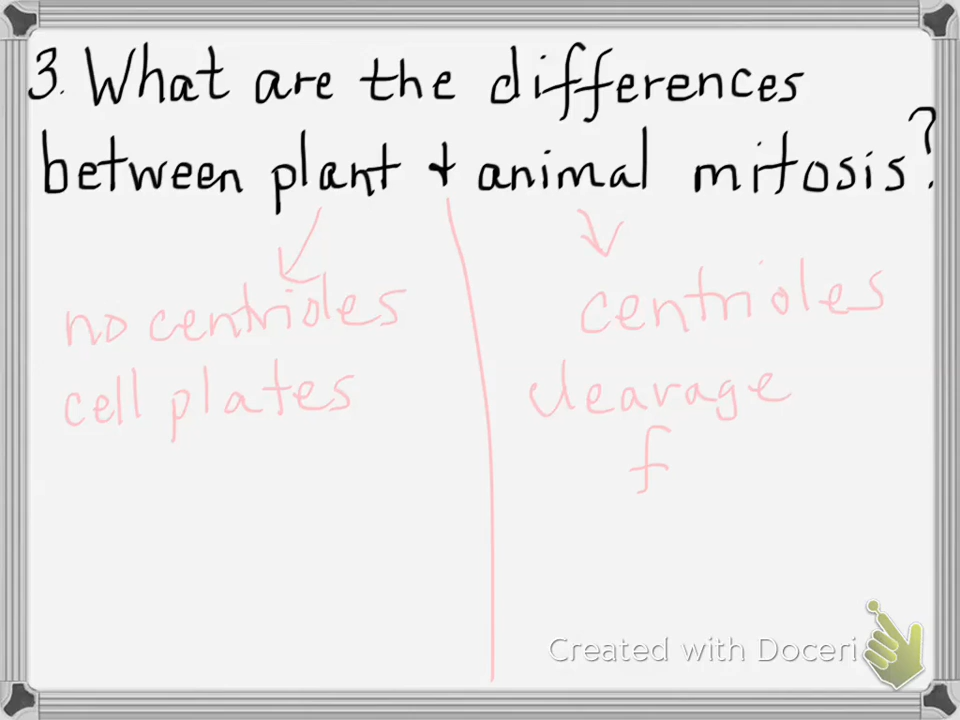 3. What are the differences
between plant + animal mitosis?
no centrioles
cell plates
centrioles
cleavage
f
Created with Doceri